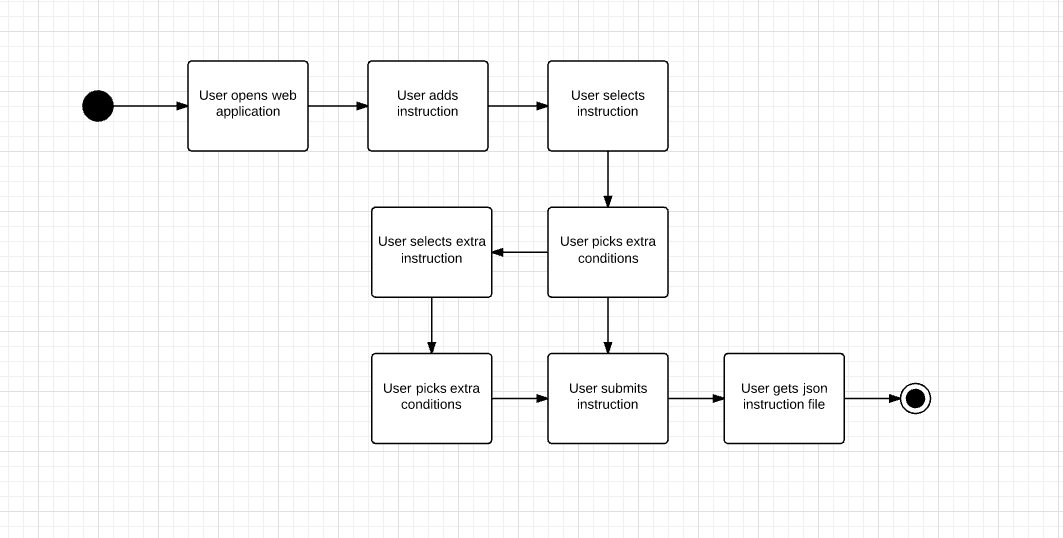 User opens web
application
User adds
instruction
User selects
instruction
User selects extra
instruction
User picks extra
conditions
User picks extra
conditions
User submits
instruction
User gets json
instruction file